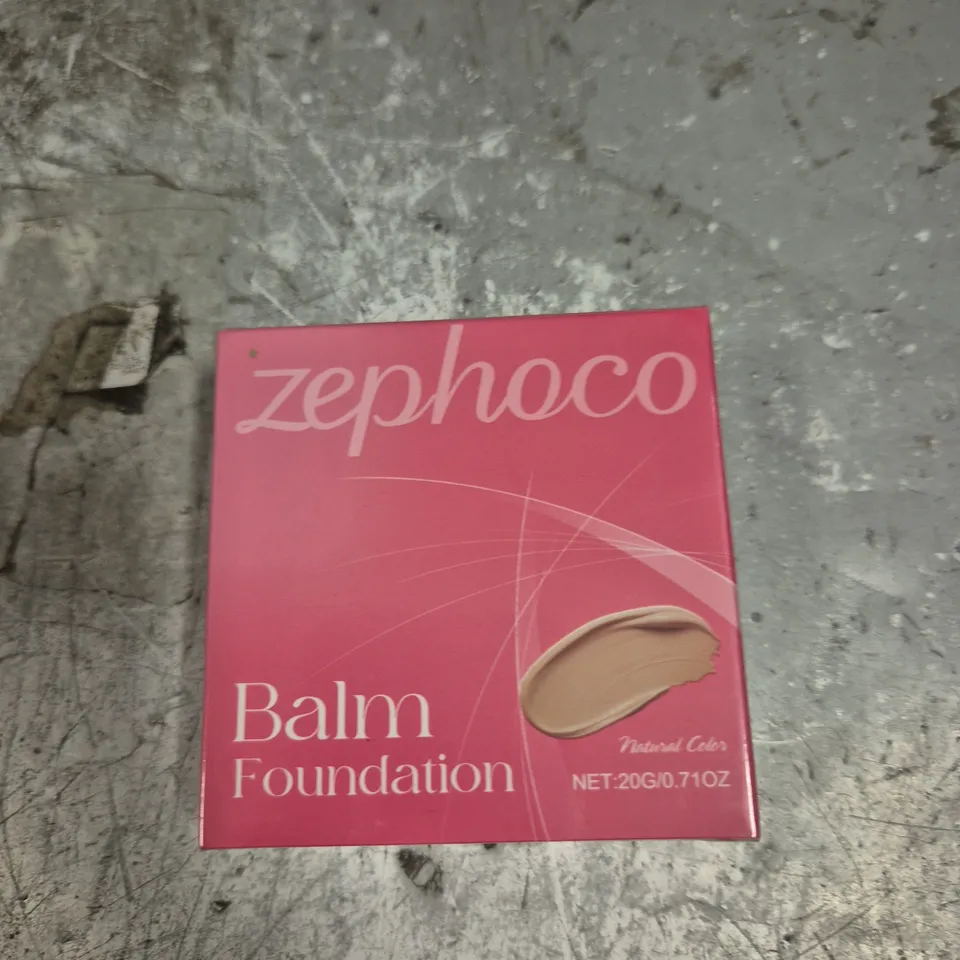 zephoco
Balm
Foundation
Natural Color
NET:20G/0.71OZ